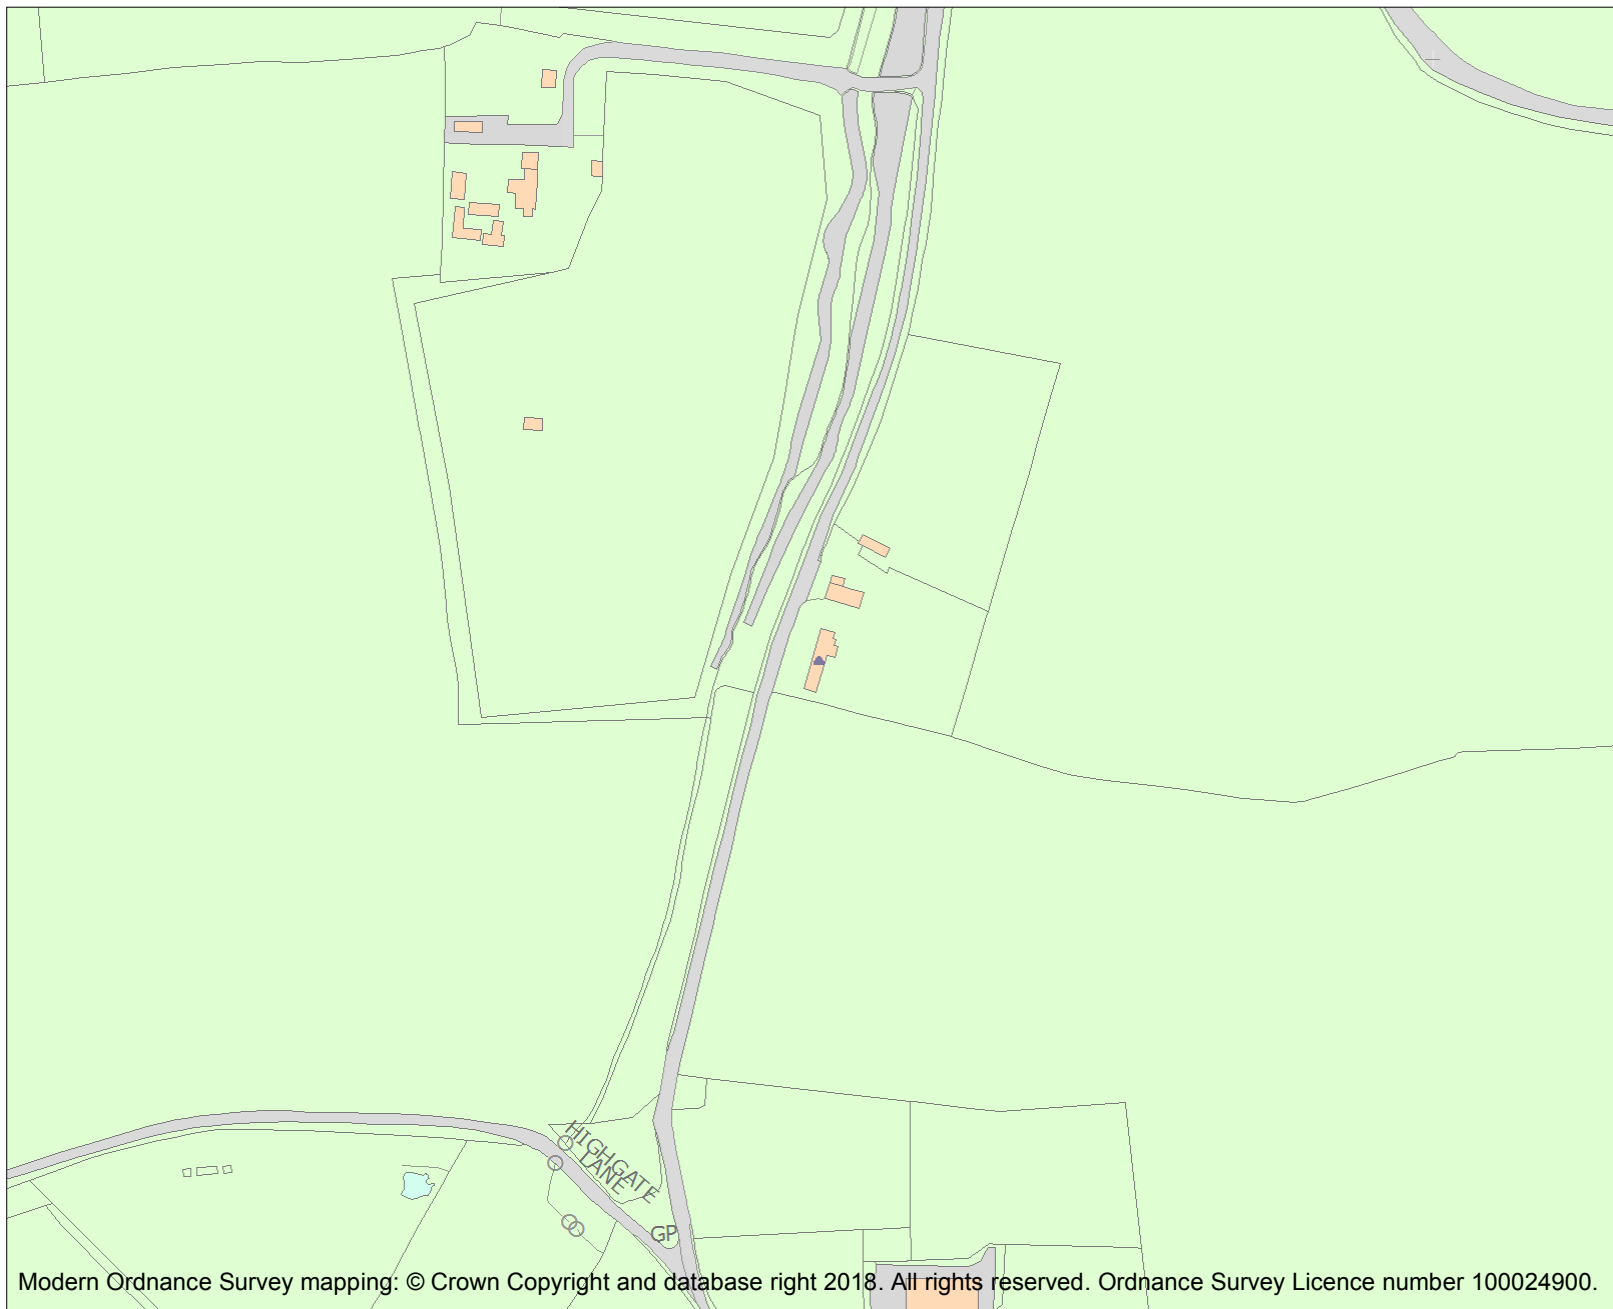 HIGHGATE
LANE
GP
Modern Ordnance Survey mapping: © Crown Copyright and database right 2018. All rights reserved. Ordnance Survey Licence number 100024900.